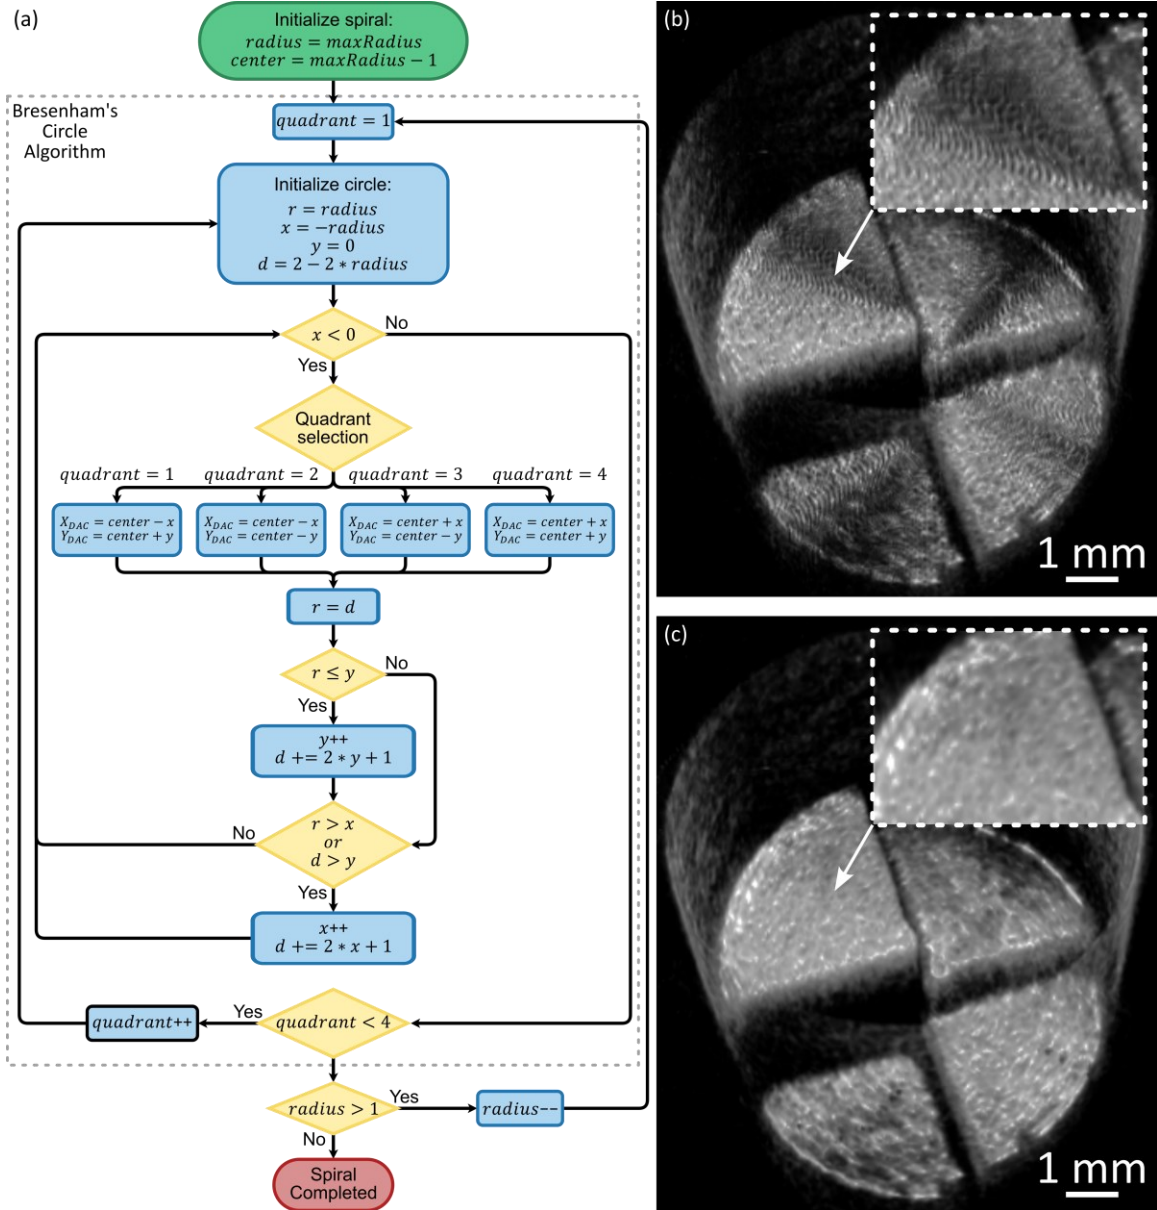 (a)
Initialize spiral:
radius = maxRadius
center = maxRadius − 1
Bresenham's
Circle
Algorithm
quadrant = 1
Initialize circle:
r = radius
x = −radius
y = 0
d = 2 − 2 * radius
x < 0
No
Yes
Quadrant
selection
quadrant = 1
quadrant = 2
quadrant = 3
quadrant = 4
X_DAC = center − x
Y_DAC = center + y
X_DAC = center − x
Y_DAC = center − y
X_DAC = center + x
Y_DAC = center − y
X_DAC = center + x
Y_DAC = center + y
r = d
r ≤ y
No
Yes
y++
d += 2 * y + 1
r > x
or
d > y
No
Yes
x++
d += 2 * x + 1
quadrant < 4
Yes
quadrant++
radius > 1
Yes
radius−−
No
Spiral
Completed
(b)
1 mm
(c)
1 mm